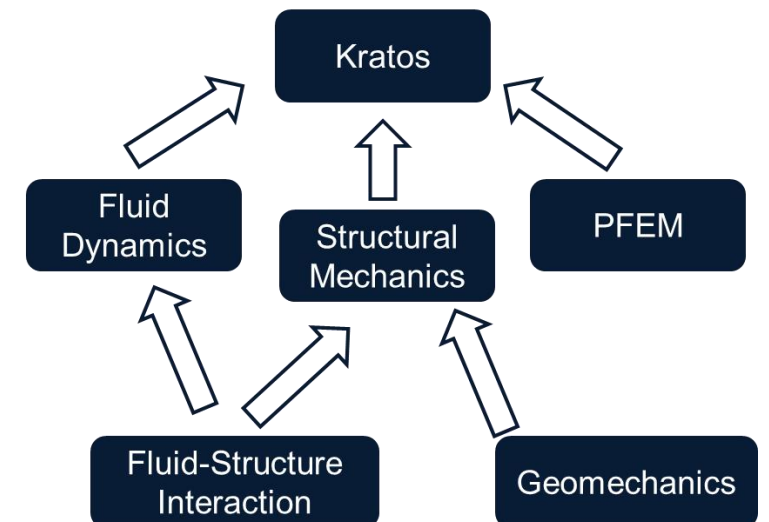 Kratos
Fluid
Dynamics
Structural
Mechanics
PFEM
Fluid-Structure
Interaction
Geomechanics